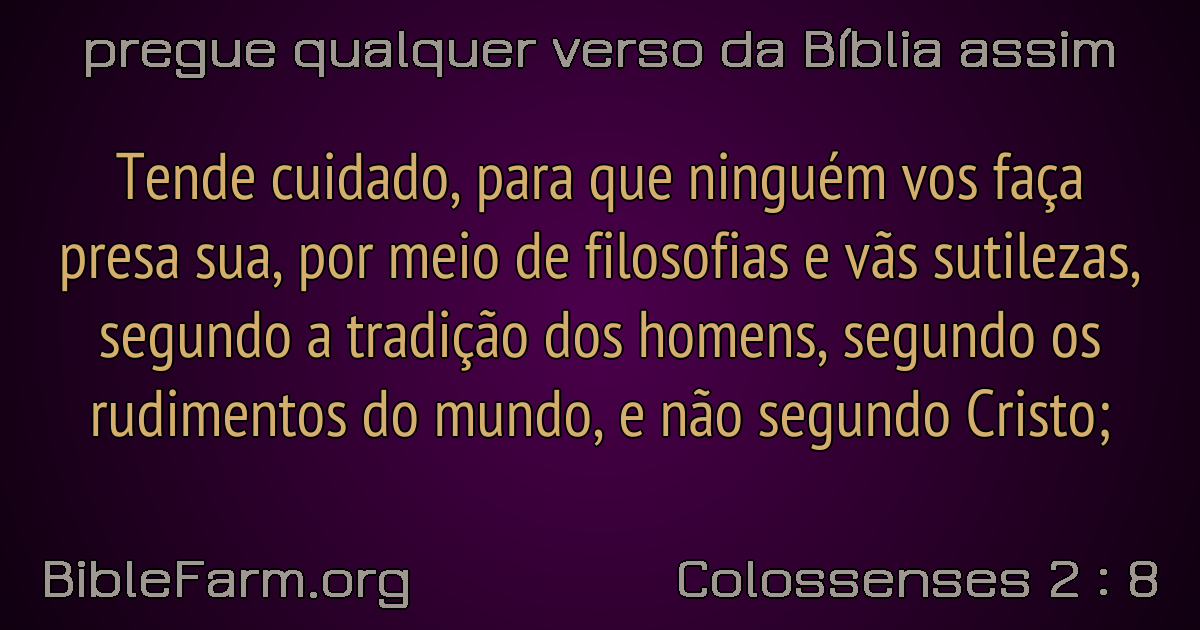 pregue qualquer verso da Bíblia assim
Tende cuidado, para que ninguém vos faça
presa sua, por meio de filosofias e vãs sutilezas,
segundo a tradição dos homens, segundo os
rudimentos do mundo, e não segundo Cristo;
BibleFarm.org
Colossenses 2 : 8